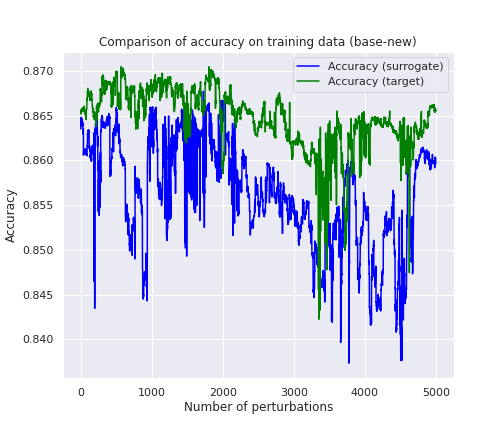 Comparison of accuracy on training data (base-new)
Accuracy (surrogate)
Accuracy (target)
0.870
0.865
0.860
0.855
0.850
0.845
0.840
Accuracy
0 1000 2000 3000 4000 5000
Number of perturbations